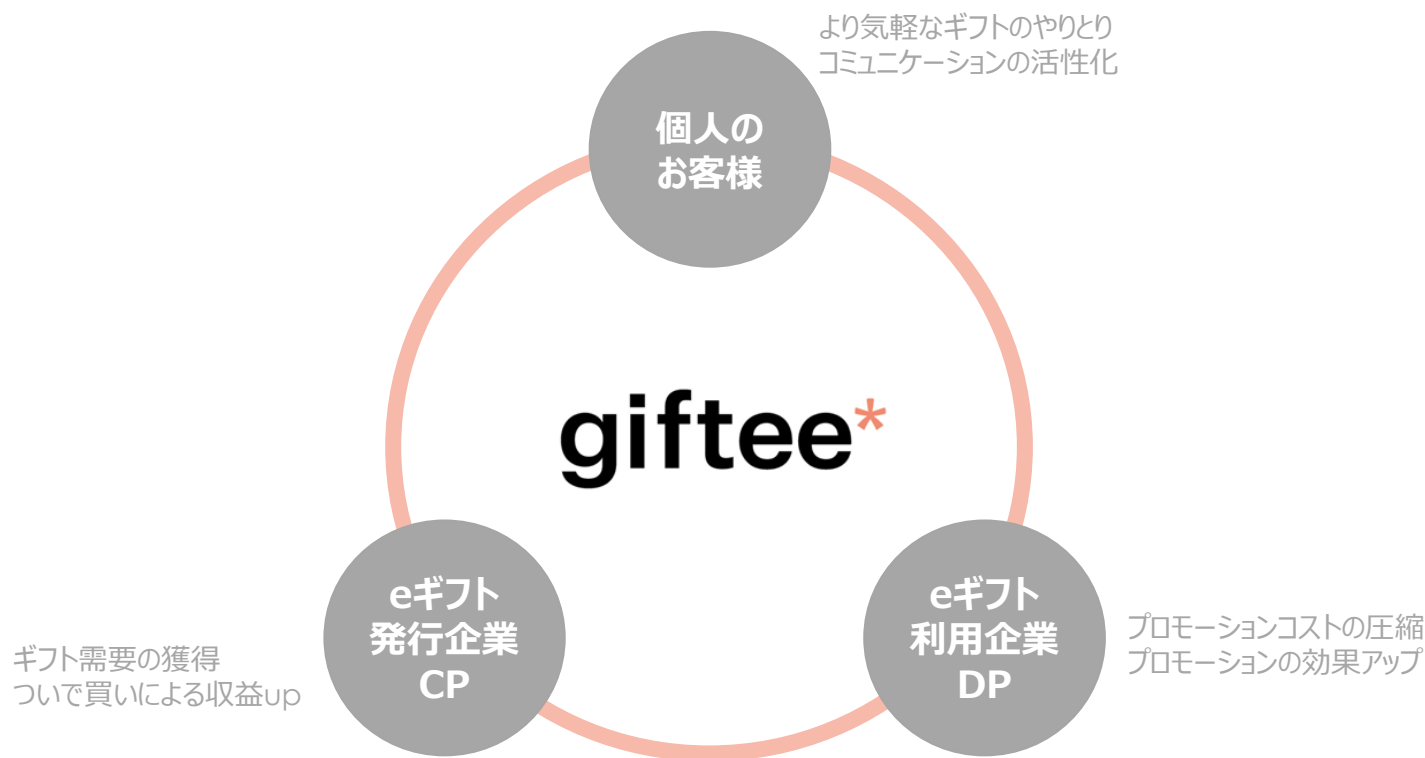 より気軽なギフトのやりとり
コミュニケーションの活性化
個人の
お客様
giftee*
eギフト
発行企業
CP
ギフト需要の獲得
ついで買いによる収益up
eギフト
利用企業
DP
プロモーションコストの圧縮
プロモーションの効果アップ